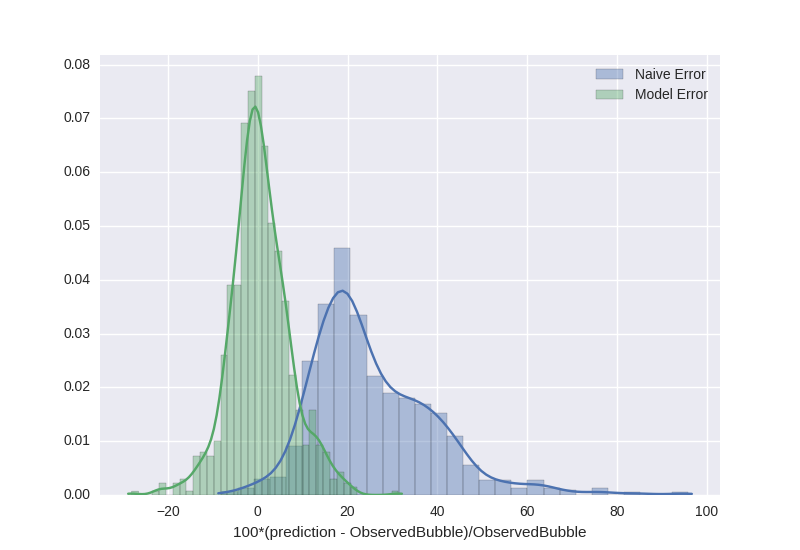 0.08
0.07
0.06
0.05
0.04
0.03
0.02
0.01
0.00
Naive Error
Model Error
−20 0 20 40 60 80 100
100*(prediction - ObservedBubble)/ObservedBubble